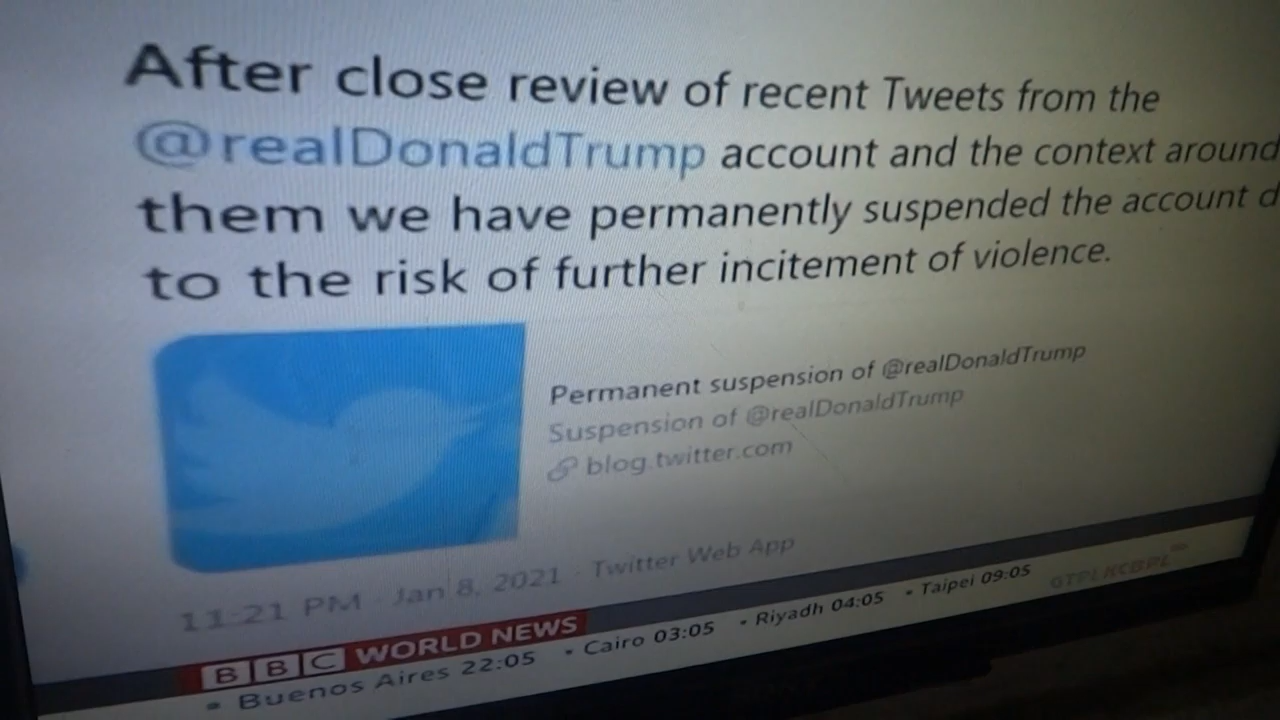 After close review of recent Tweets from the
@realDonaldTrump account and the context around
them we have permanently suspended the account d
to the risk of further incitement of violence.
Permanent suspension of @realDonaldTrump
Suspension of @realDonaldTrump
blog.twitter.com
11:21 PM · Jan 8, 2021 · Twitter Web App
BBC WORLD NEWS
• Buenos Aires 22:05 • Cairo 03:05 • Riyadh 04:05 • Taipei 09:05